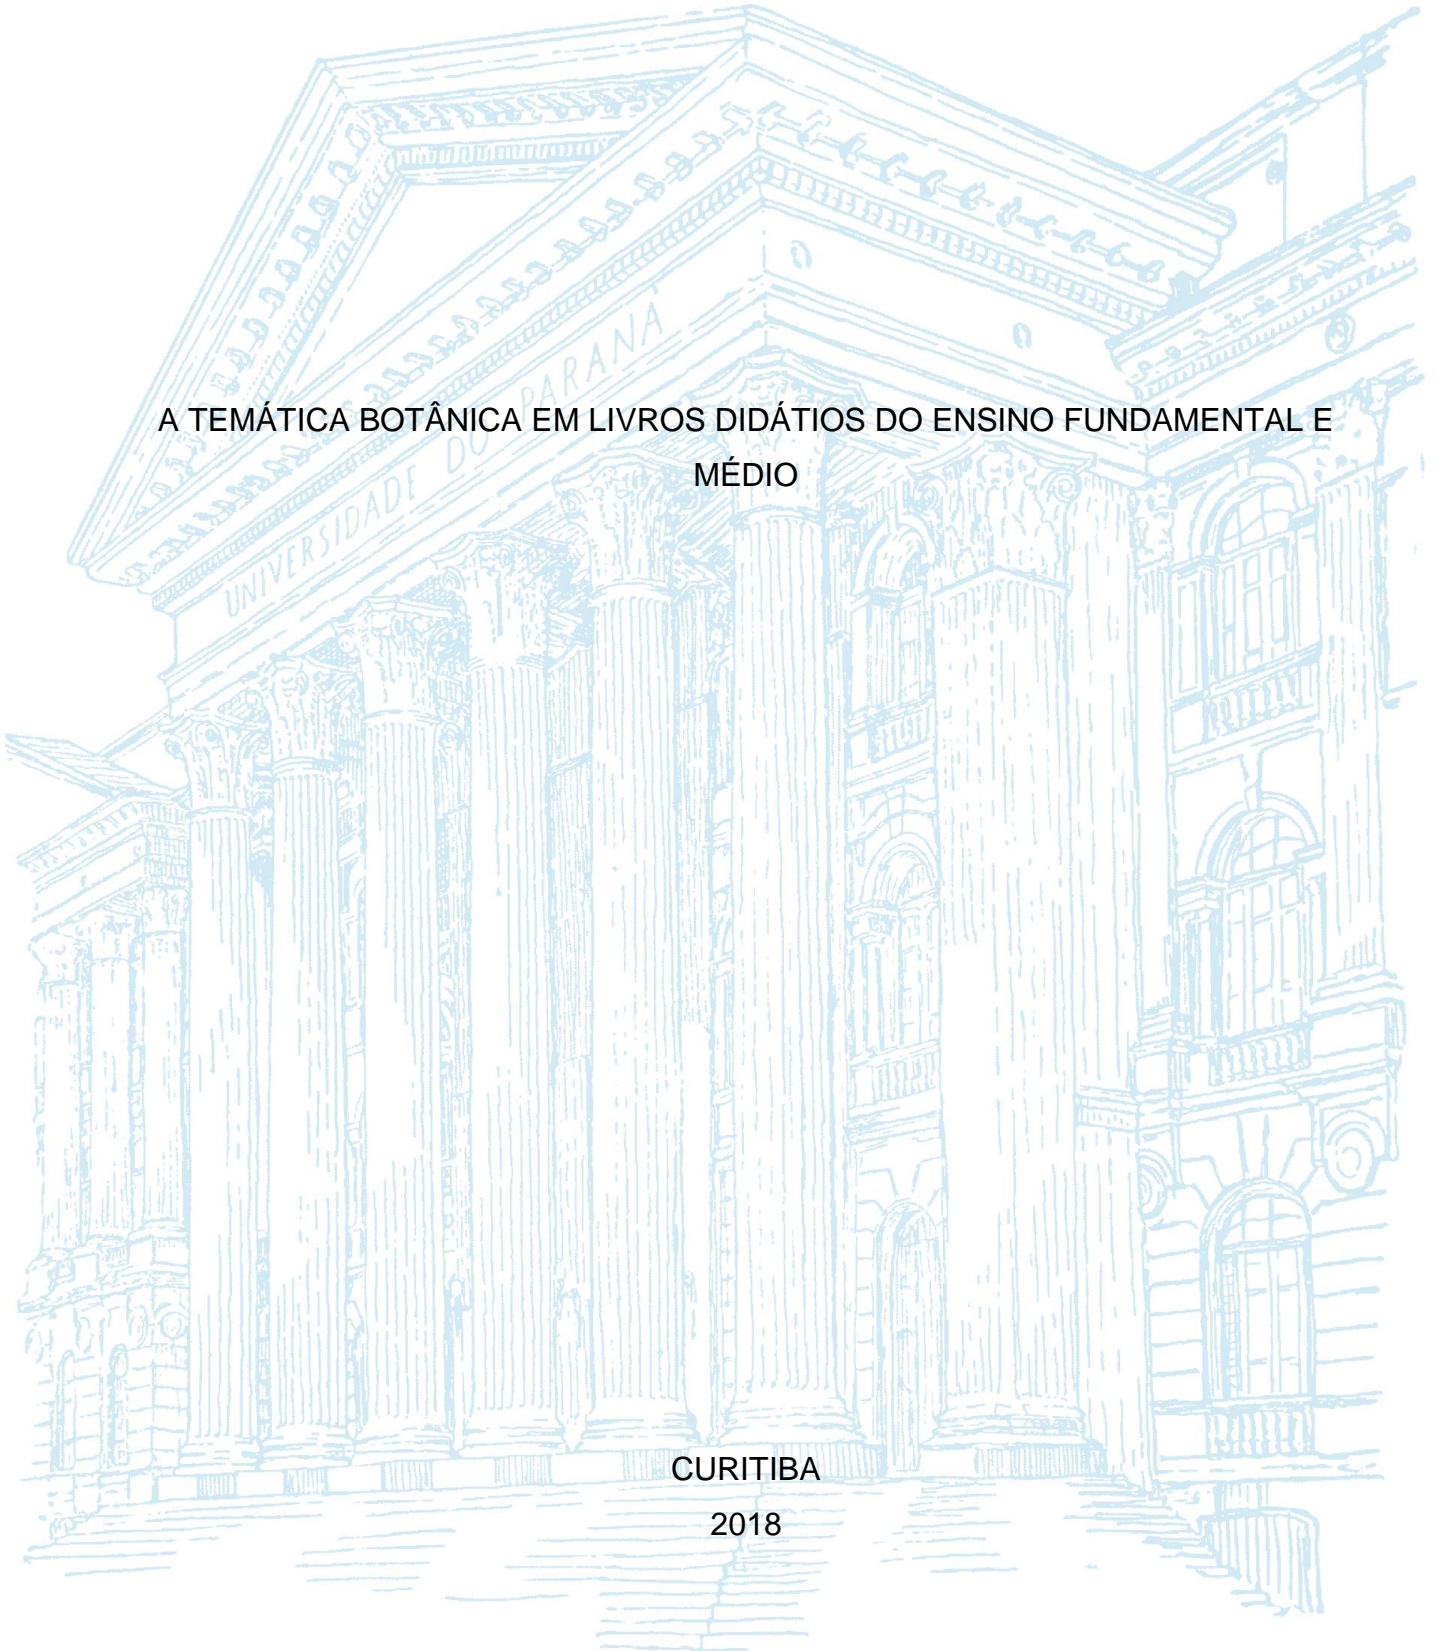 UNIVERSIDADE DO PARANÁ
A TEMÁTICA BOTÂNICA EM LIVROS DIDÁTIOS DO ENSINO FUNDAMENTAL E
MÉDIO
CURITIBA
2018